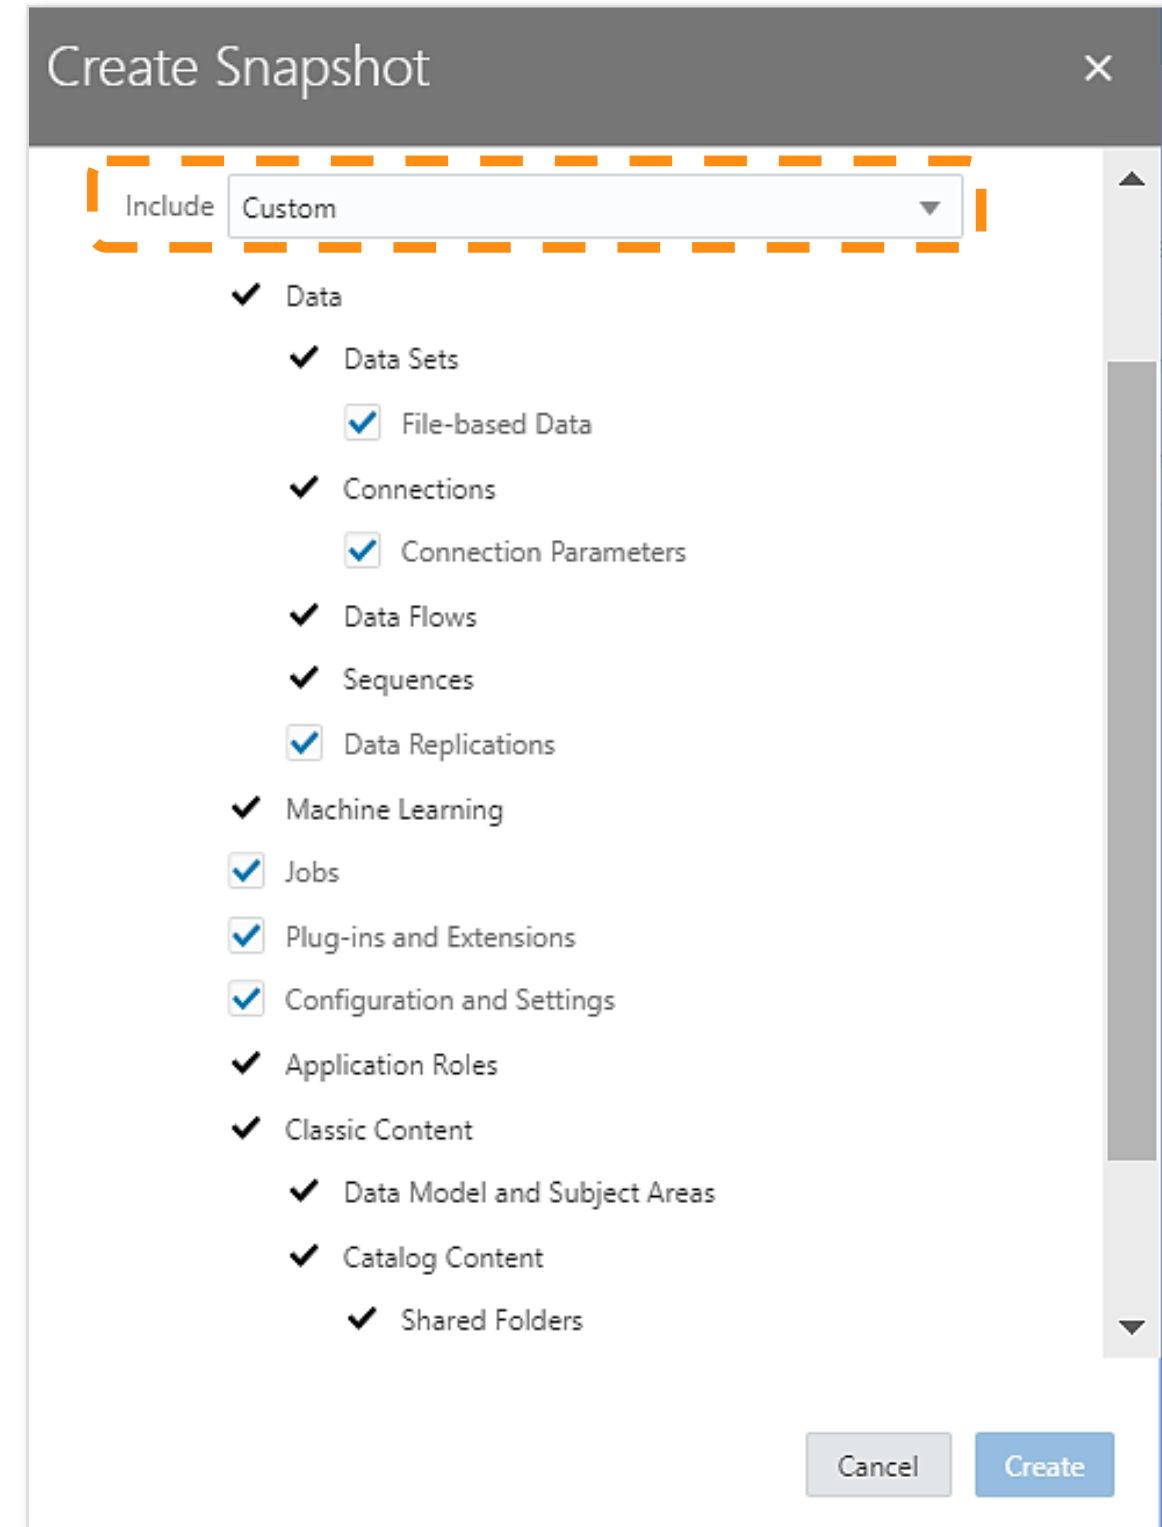 Create Snapshot
Include Custom
Data
Data Sets
File-based Data
Connections
Connection Parameters
Data Flows
Sequences
Data Replications
Machine Learning
Jobs
Plug-ins and Extensions
Configuration and Settings
Application Roles
Classic Content
Data Model and Subject Areas
Catalog Content
Shared Folders
Cancel Create